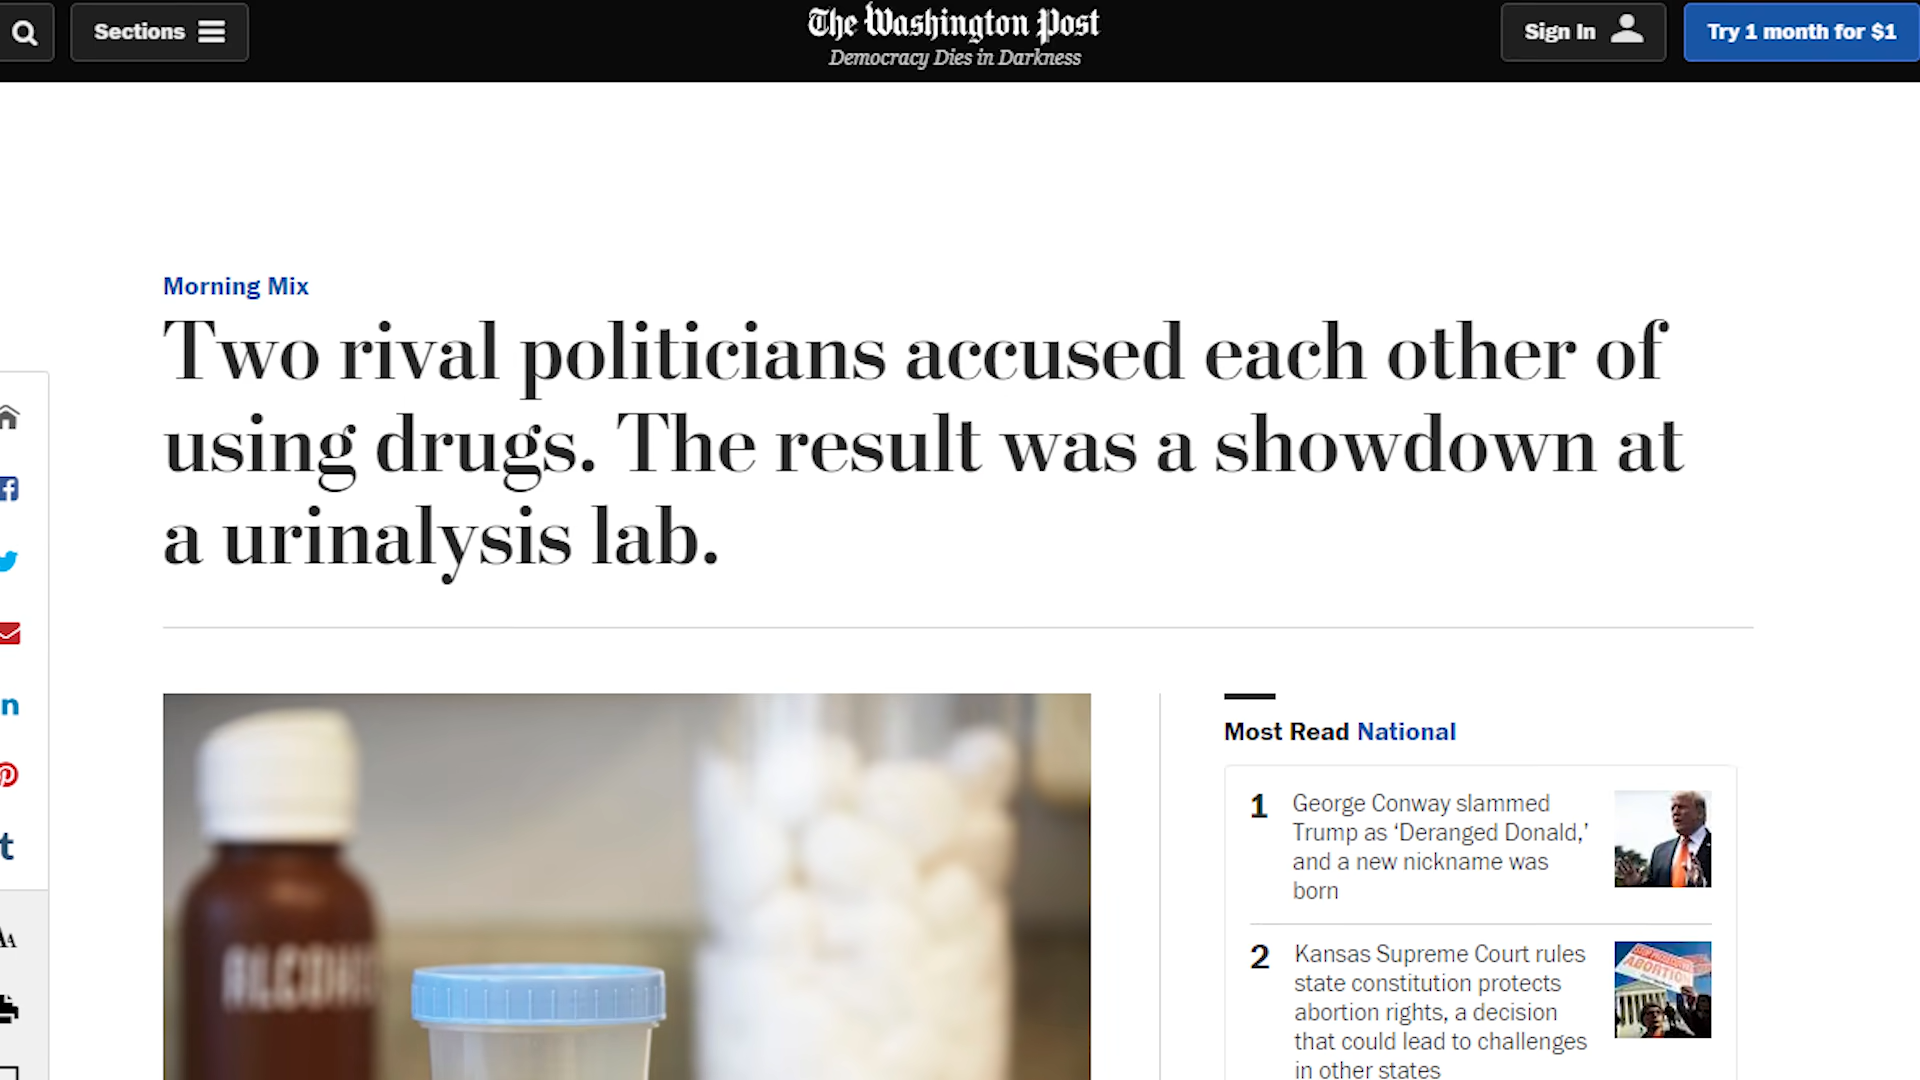 Sections
The Washington Post
Democracy Dies in Darkness
Sign In
Try 1 month for $1
Morning Mix
Two rival politicians accused each other of
using drugs. The result was a showdown at
a urinalysis lab.
Most Read National
1
George Conway slammed
Trump as ‘Deranged Donald,’
and a new nickname was
born
2
Kansas Supreme Court rules
state constitution protects
abortion rights, a decision
that could lead to challenges
in other states
ABORTION